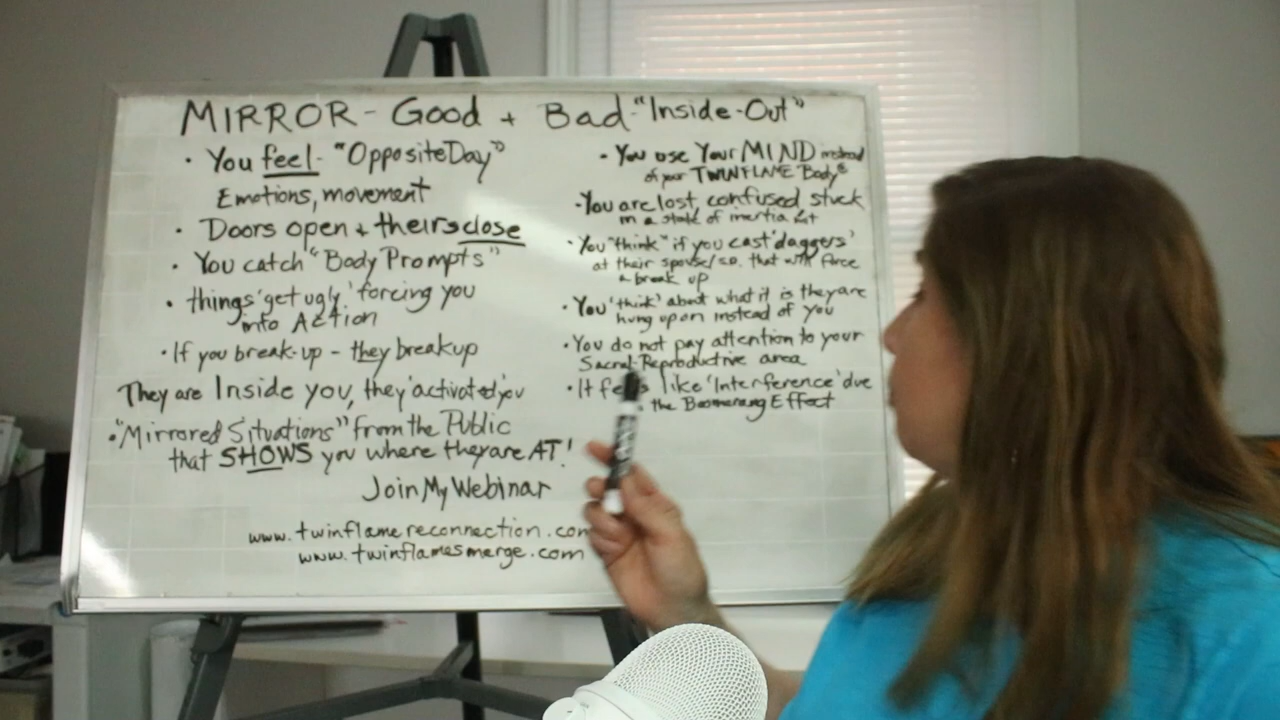 MIRROR - Good + Bad - "Inside-Out"
• You feel - "Opposite Day"
Emotions, movement
• Doors open + theirs close
• You catch "Body Prompts"
• things 'get ugly,' forcing you
into Action
• If you break-up - they breakup
They are Inside you, they 'activated' you
• "Mirrored Situations" from the Public
that SHOWS you where they are AT!
Join My Webinar
www.twinflamereconnection.com
www.twinflamesmerge.com
• You use Your MIND instead
of your TWINFLAME Body
• You are lost, confused, stuck
in a state of inertia
• You "think" if you cast 'daggers'
at their spouse/s.o. that will force
a break up
• You 'think' about what it is they are
hung upon instead of you
• You do not pay attention to your
Sacral-Reproductive area
• It feels like 'Interference' due
the Boomerang Effect